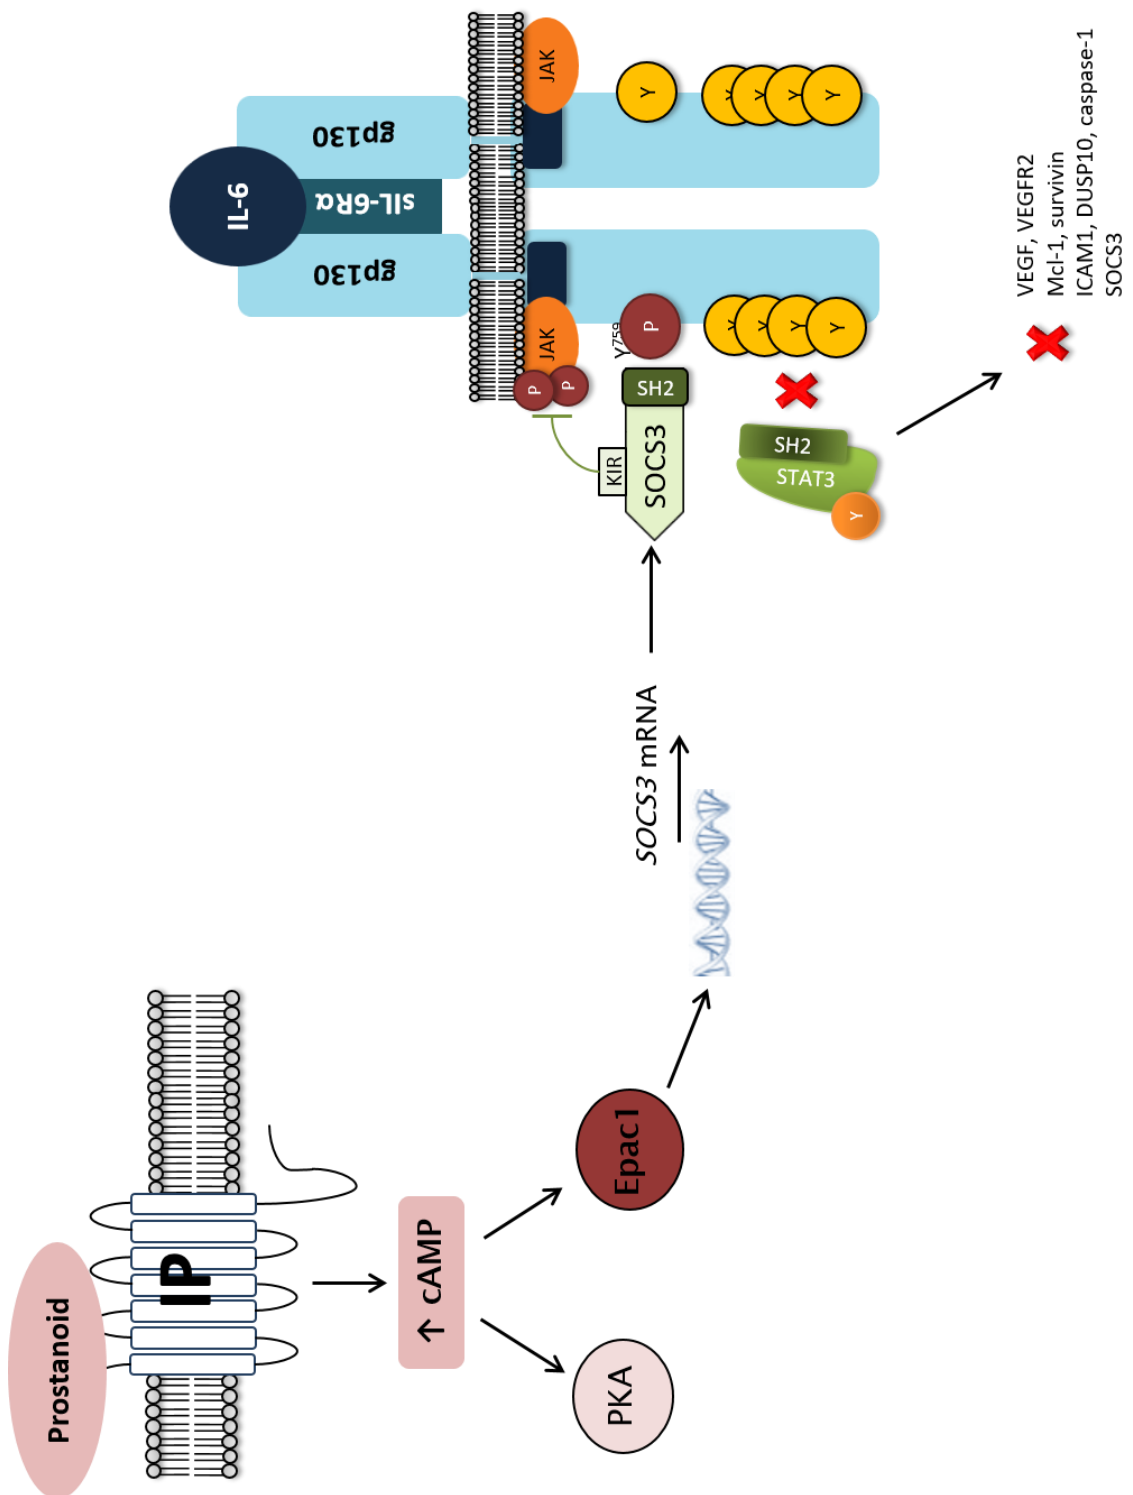 Prostanoid
IP
↑ cAMP
PKA
Epac1
SOCS3 mRNA
IL-6
sIL-6Rα
gp130
gp130
JAK
JAK
P
P
Y759
P
Y
KIR
SOCS3
SH2
Y
Y
Y
Y
Y
Y
Y
Y
SH2
STAT3
Y
VEGF, VEGFR2
Mcl-1, survivin
ICAM1, DUSP10, caspase-1
SOCS3